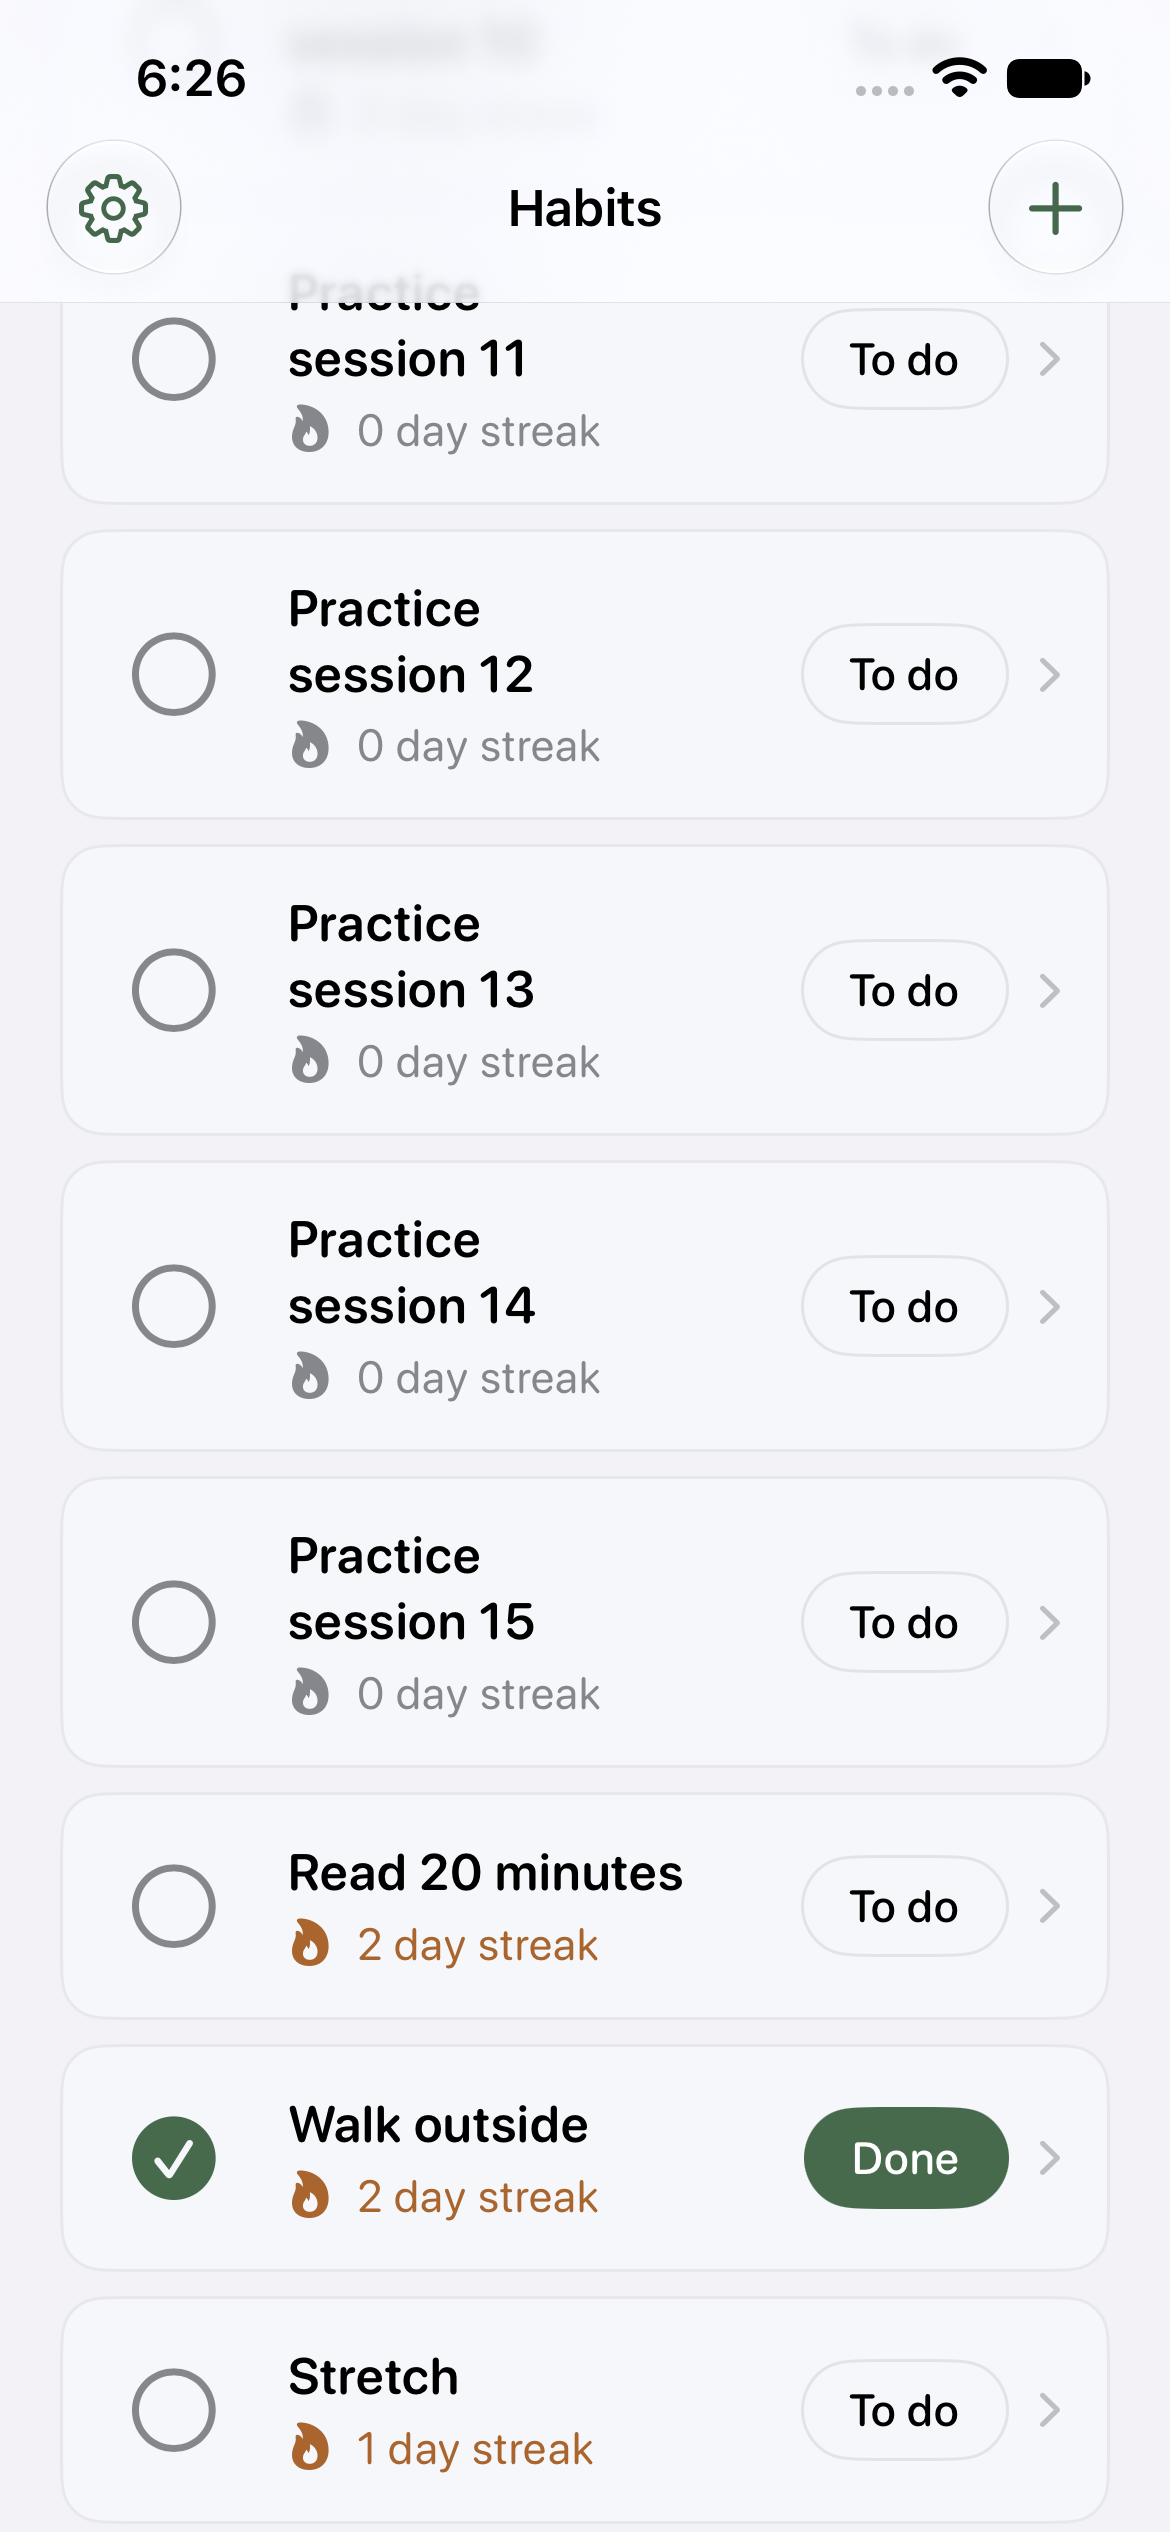 6:26
Habits
Practice
session 11
To do
0 day streak
Practice
session 12
To do
0 day streak
Practice
session 13
To do
0 day streak
Practice
session 14
To do
0 day streak
Practice
session 15
To do
0 day streak
Read 20 minutes
To do
2 day streak
Walk outside
Done
2 day streak
Stretch
To do
1 day streak